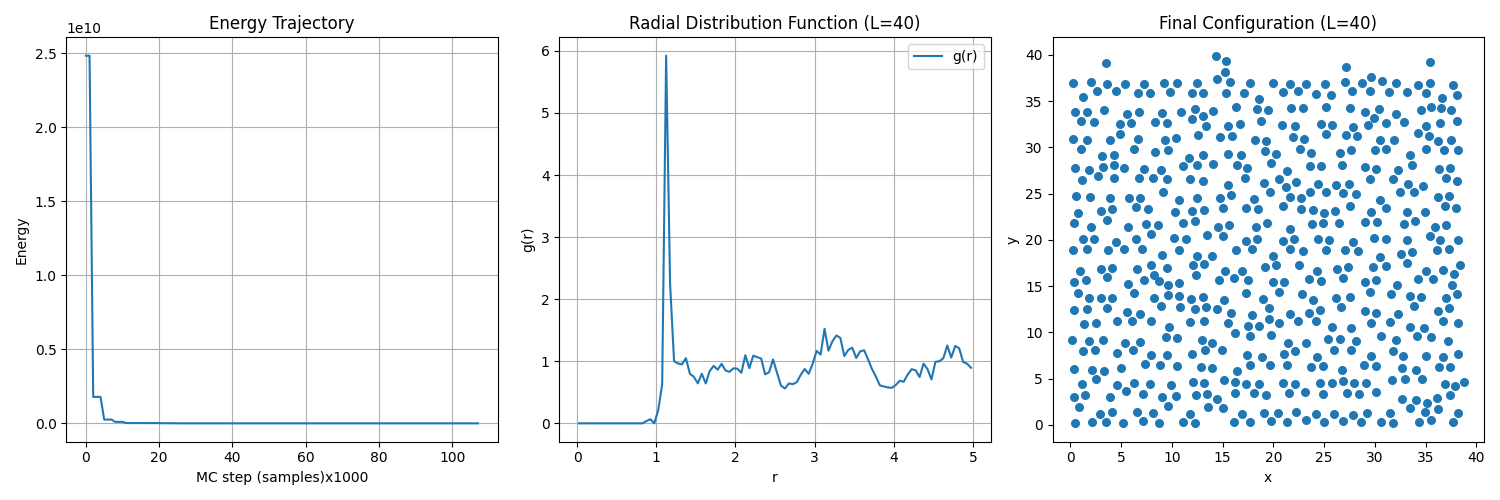 Energy Trajectory
1e10
2.5
2.0
1.5
1.0
0.5
0.0
Energy
0 20 40 60 80 100
MC step (samples)x1000
Radial Distribution Function (L=40)
g(r)
6
5
4
3
2
1
0
g(r)
0 1 2 3 4 5
r
Final Configuration (L=40)
40
35
30
25
20
15
10
5
0
y
0 5 10 15 20 25 30 35 40
x